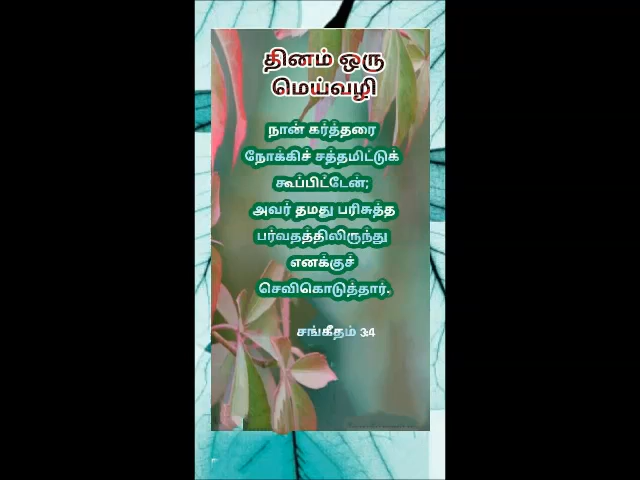 தினம் ஒரு
மெய்வழி
நான் கர்த்தரை
நோக்கிச் சத்தமிட்டுக்
கூப்பிட்டேன்;
அவர் தமது பரிசுத்த
பர்வதத்திலிருந்து
எனக்குச்
செவிகொடுத்தார்.
சங்கீதம் 3:4